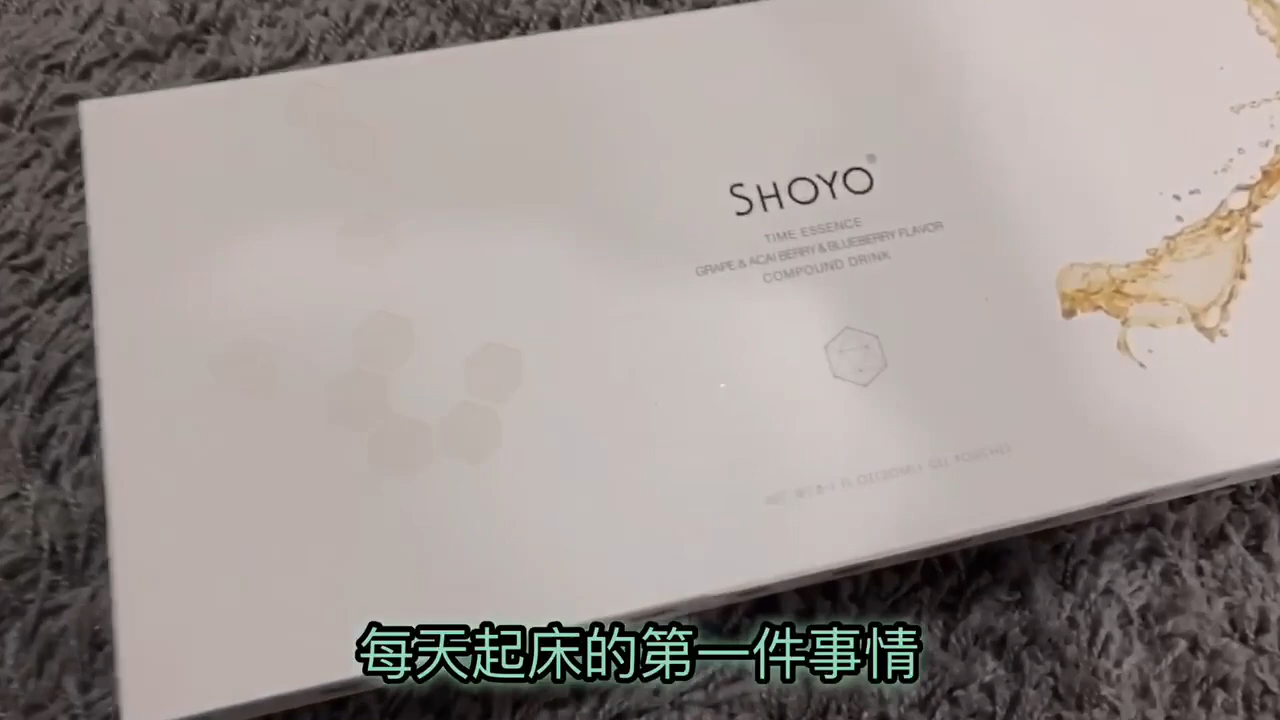 SHOYO®
TIME ESSENCE
GRAPE & ACAI BERRY & BLUEBERRY FLAVOR
COMPOUND DRINK
每天起床的第一件事情